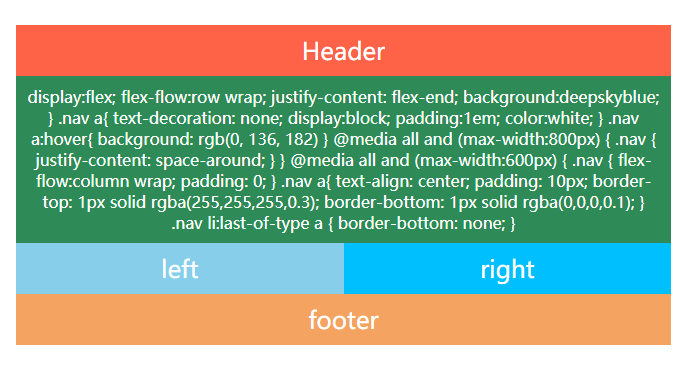 Header
display:flex; flex-flow:row wrap; justify-content: flex-end; background:deepskyblue;
} .nav a{ text-decoration: none; display:block; padding:1em; color:white; } .nav
a:hover{ background: rgb(0, 136, 182) } @media all and (max-width:800px) { .nav {
justify-content: space-around; } } @media all and (max-width:600px) { .nav { flex-
flow:column wrap; padding: 0; } .nav a{ text-align: center; padding: 10px; border-
top: 1px solid rgba(255,255,255,0.3); border-bottom: 1px solid rgba(0,0,0,0.1); }
.nav li:last-of-type a { border-bottom: none; }
left right
footer